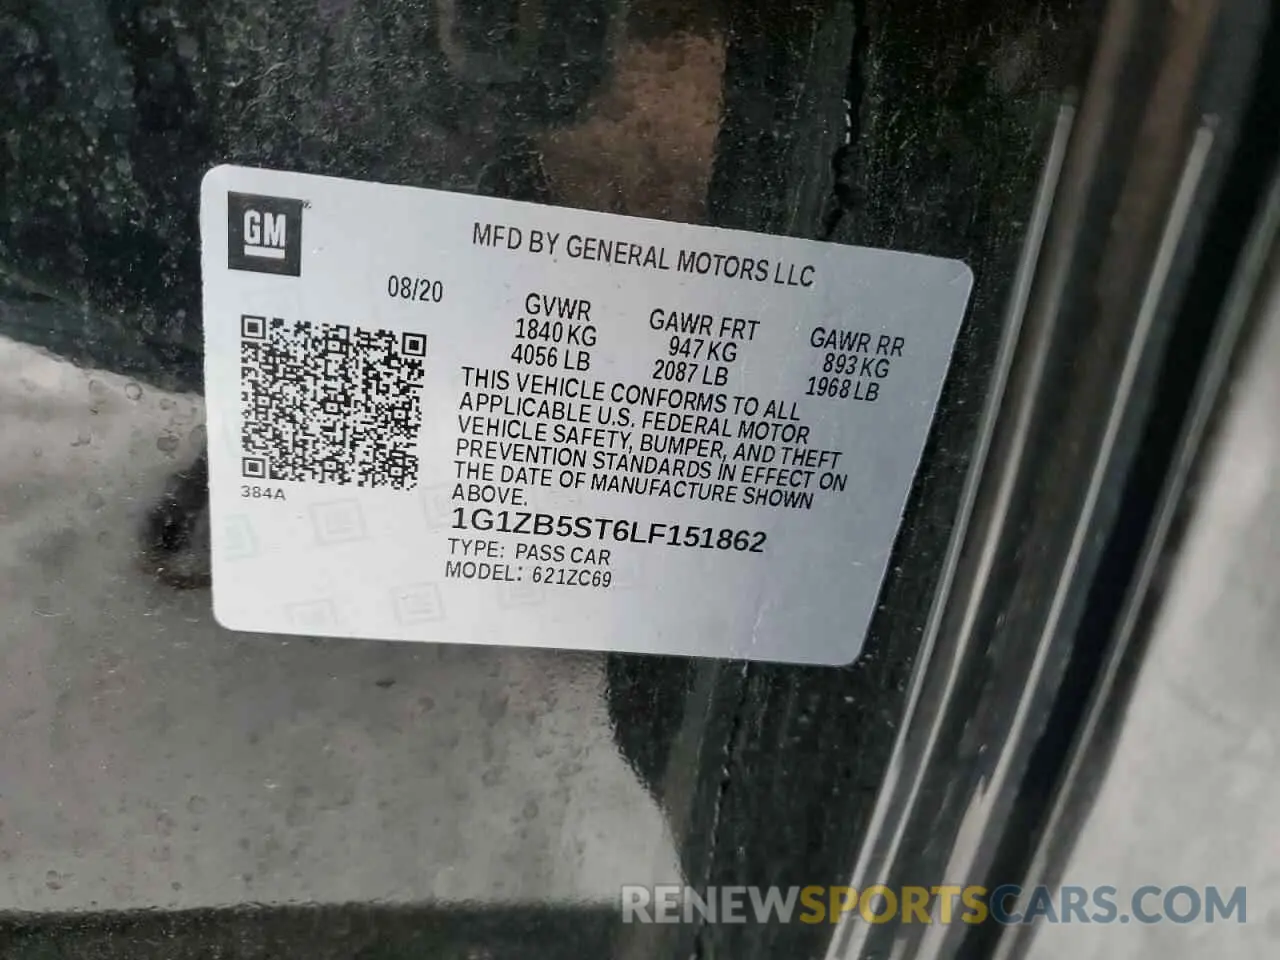 GM
MFD BY GENERAL MOTORS LLC
08/20
GVWR
1840 KG
4056 LB
GAWR FRT
947 KG
2087 LB
GAWR RR
893 KG
1968 LB
THIS VEHICLE CONFORMS TO ALL
APPLICABLE U.S. FEDERAL MOTOR
VEHICLE SAFETY, BUMPER, AND THEFT
PREVENTION STANDARDS IN EFFECT ON
THE DATE OF MANUFACTURE SHOWN
ABOVE.
384A
1G1ZB5ST6LF151862
TYPE: PASS CAR
MODEL: 621ZC69
RENEWSPORTSCARS.COM